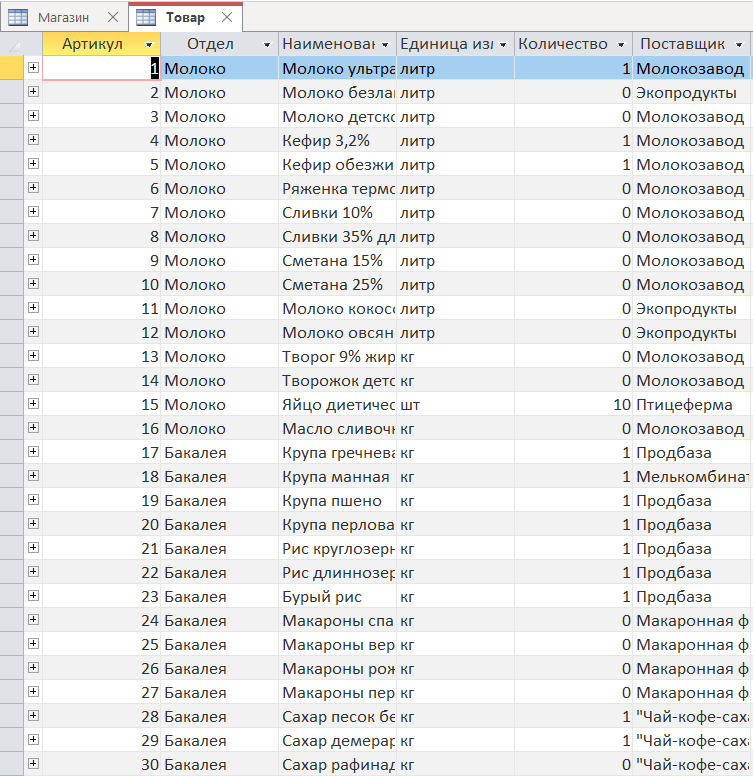 Магазин Товар
Артикул Отдел Наименован Единица изм Количество Поставщик
1 Молоко Молоко ультра литр 1 Молокозавод
2 Молоко Молоко безла литр 0 Экопродукты
3 Молоко Молоко детско литр 0 Молокозавод
4 Молоко Кефир 3,2% литр 1 Молокозавод
5 Молоко Кефир обезжи литр 1 Молокозавод
6 Молоко Ряженка термо литр 0 Молокозавод
7 Молоко Сливки 10% литр 0 Молокозавод
8 Молоко Сливки 35% дл литр 0 Молокозавод
9 Молоко Сметана 15% литр 0 Молокозавод
10 Молоко Сметана 25% литр 0 Молокозавод
11 Молоко Молоко кокосо литр 0 Экопродукты
12 Молоко Молоко овсян литр 0 Экопродукты
13 Молоко Творог 9% жир кг 0 Молокозавод
14 Молоко Творожок детс кг 0 Молокозавод
15 Молоко Яйцо диетичес шт 10 Птицеферма
16 Молоко Масло сливочн кг 0 Молокозавод
17 Бакалея Крупа гречнева кг 1 Продбаза
18 Бакалея Крупа манная кг 1 Мелькомбинат
19 Бакалея Крупа пшено кг 1 Продбаза
20 Бакалея Крупа перлова кг 1 Продбаза
21 Бакалея Рис круглозерн кг 1 Продбаза
22 Бакалея Рис длиннозер кг 1 Продбаза
23 Бакалея Бурый рис кг 1 Продбаза
24 Бакалея Макароны спа кг 0 Макаронная ф
25 Бакалея Макароны вер кг 0 Макаронная ф
26 Бакалея Макароны рож кг 0 Макаронная ф
27 Бакалея Макароны пер кг 0 Макаронная ф
28 Бакалея Сахар песок бе кг 1 "Чай-кофе-саха
29 Бакалея Сахар демерар кг 1 "Чай-кофе-саха
30 Бакалея Сахар рафинад кг 0 "Чай-кофе-саха